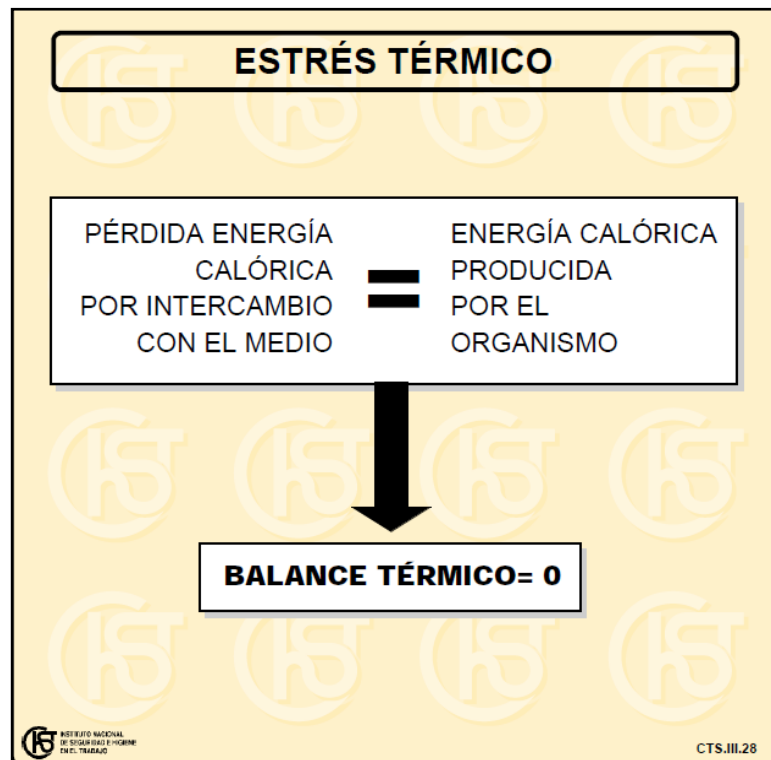 ESTRÉS TÉRMICO
PÉRDIDA ENERGÍA
CALÓRICA
POR INTERCAMBIO
CON EL MEDIO
=
ENERGÍA CALÓRICA
PRODUCIDA
POR EL
ORGANISMO
BALANCE TÉRMICO= 0
INSTITUTO NACIONAL
DE SEGURIDAD E HIGIENE
EN EL TRABAJO
CTS.III.28